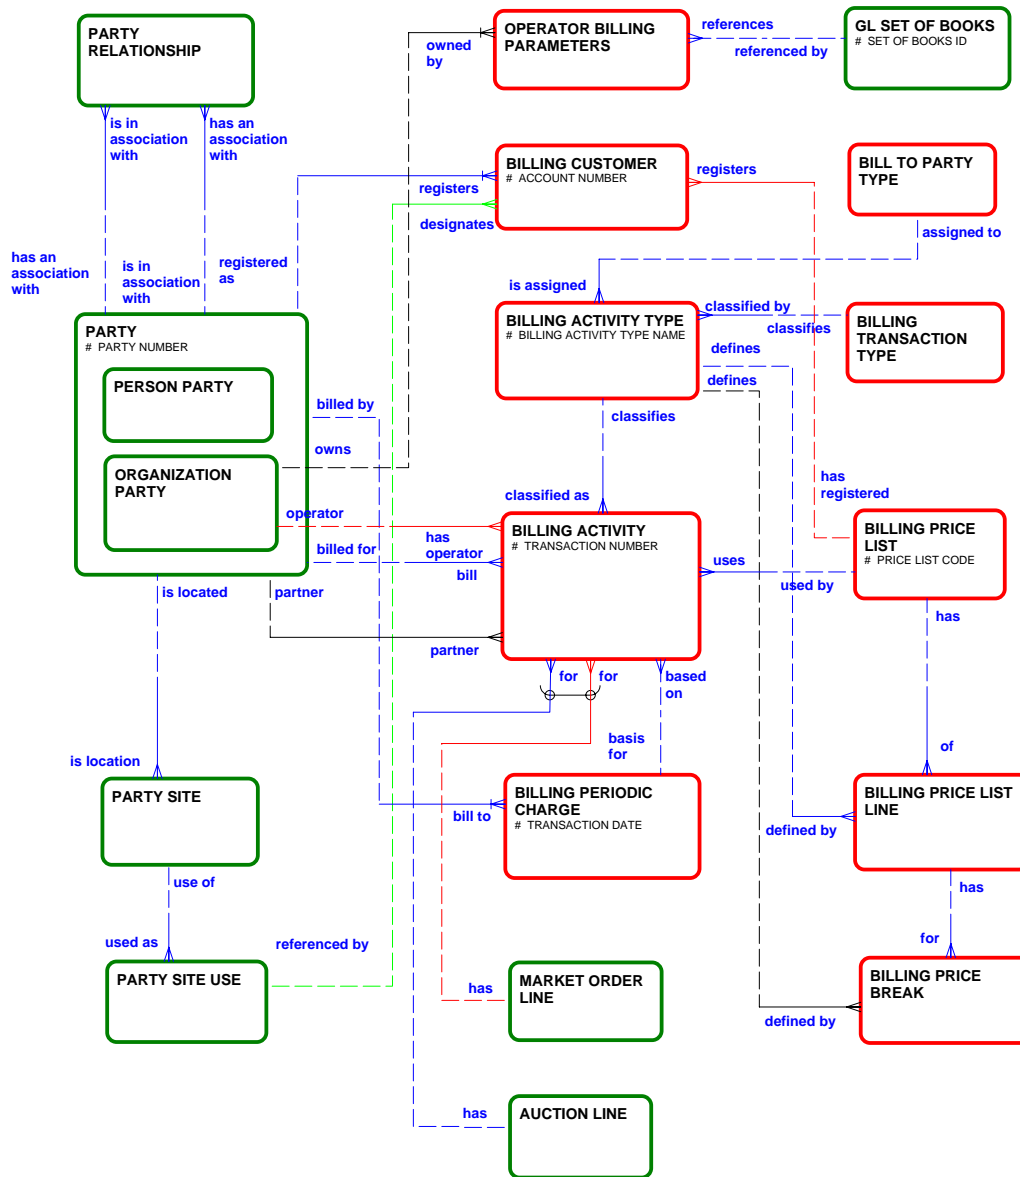 PARTY
RELATIONSHIP
OPERATOR BILLING
PARAMETERS
GL SET OF BOOKS
# SET OF BOOKS ID
owned
by
references
referenced by
is in
association
with
has an
association
with
BILLING CUSTOMER
# ACCOUNT NUMBER
BILL TO PARTY
TYPE
registers
registers
designates
assigned to
has an
association
with
is in
association
with
registered
as
is assigned
BILLING ACTIVITY TYPE
# BILLING ACTIVITY TYPE NAME
classified by
classifies
BILLING
TRANSACTION
TYPE
PARTY
# PARTY NUMBER
PERSON PARTY
defines
defines
billed by
classifies
owns
ORGANIZATION
PARTY
has
registered
classified as
operator
has
operator
billed for
bill
BILLING ACTIVITY
# TRANSACTION NUMBER
BILLING PRICE
LIST
# PRICE LIST CODE
uses
used by
is located
partner
partner
has
for
for
based
on
basis
for
of
is location
PARTY SITE
BILLING PERIODIC
CHARGE
# TRANSACTION DATE
bill to
BILLING PRICE LIST
LINE
defined by
use of
has
used as
referenced by
for
PARTY SITE USE
MARKET ORDER
LINE
has
BILLING PRICE
BREAK
defined by
AUCTION LINE
has